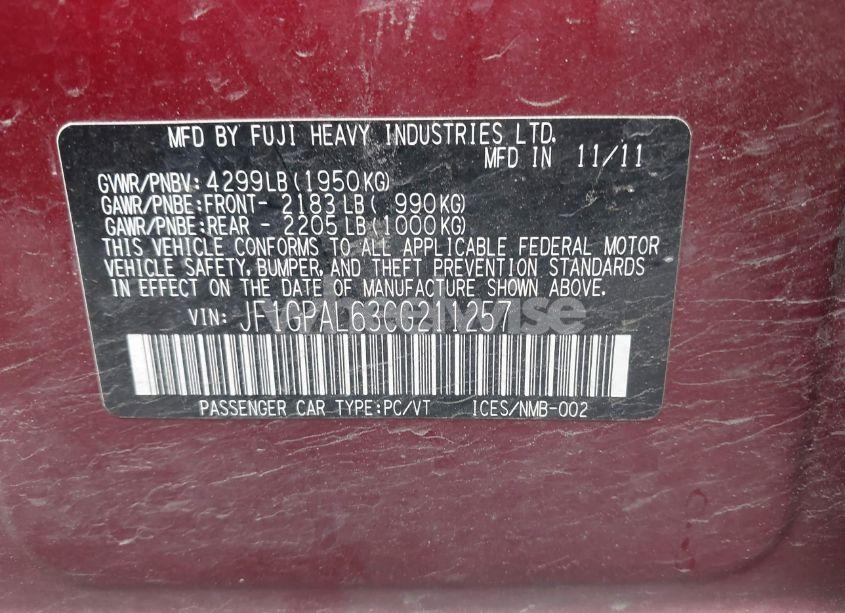 MFD BY FUJI HEAVY INDUSTRIES LTD.
MFD IN 11/11
GVWR/PNBV: 4299LB(1950KG)
GAWR/PNBE:FRONT- 2183LB( 990KG)
GAWR/PNBE:REAR - 2205LB(1000KG)
THIS VEHICLE CONFORMS TO ALL APPLICABLE FEDERAL MOTOR
VEHICLE SAFETY, BUMPER, AND THEFT PREVENTION STANDARDS
IN EFFECT ON THE DATE OF MANUFACTURE SHOWN ABOVE.
VIN: JF1GPAL63CG211257
PASSENGER CAR TYPE:PC/VT ICES/NMB-002